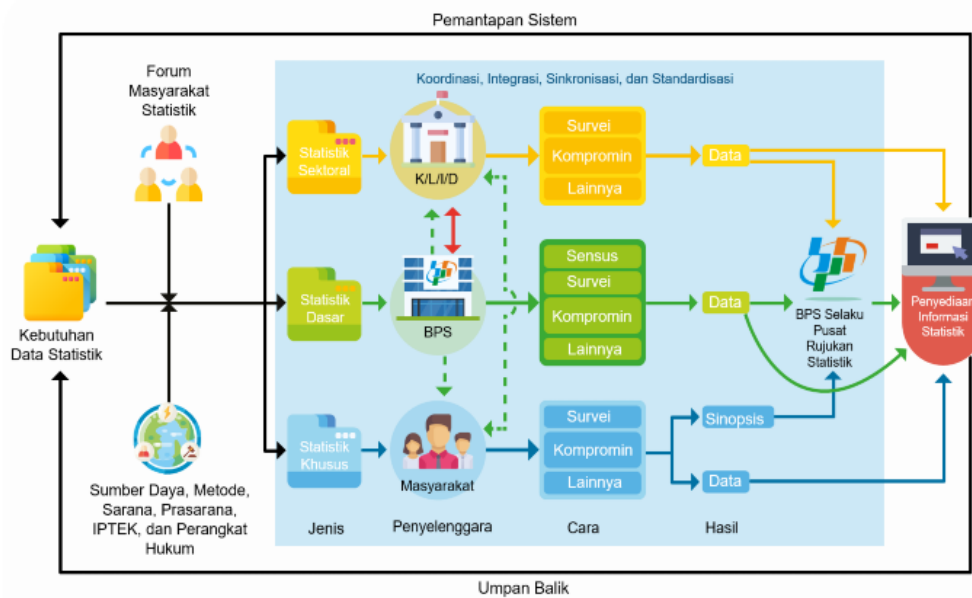 Pemantapan Sistem
Forum
Masyarakat
Statistik
Koordinasi, Integrasi, Sinkronisasi, dan Standardisasi
Statistik
Sektoral
K/L/I/D
Survei
Kompromin
Lainnya
Data
Kebutuhan
Data Statistik
Statistik
Dasar
BPS
Sensus
Survei
Kompromin
Lainnya
Data
BPS Selaku
Pusat
Rujukan
Statistik
Penyediaan
Informasi
Statistik
Sumber Daya, Metode,
Sarana, Prasarana,
IPTEK, dan Perangkat
Hukum
Statistik
Khusus
Masyarakat
Survei
Kompromin
Lainnya
Sinopsis
Data
Jenis
Penyelenggara
Cara
Hasil
Umpan Balik